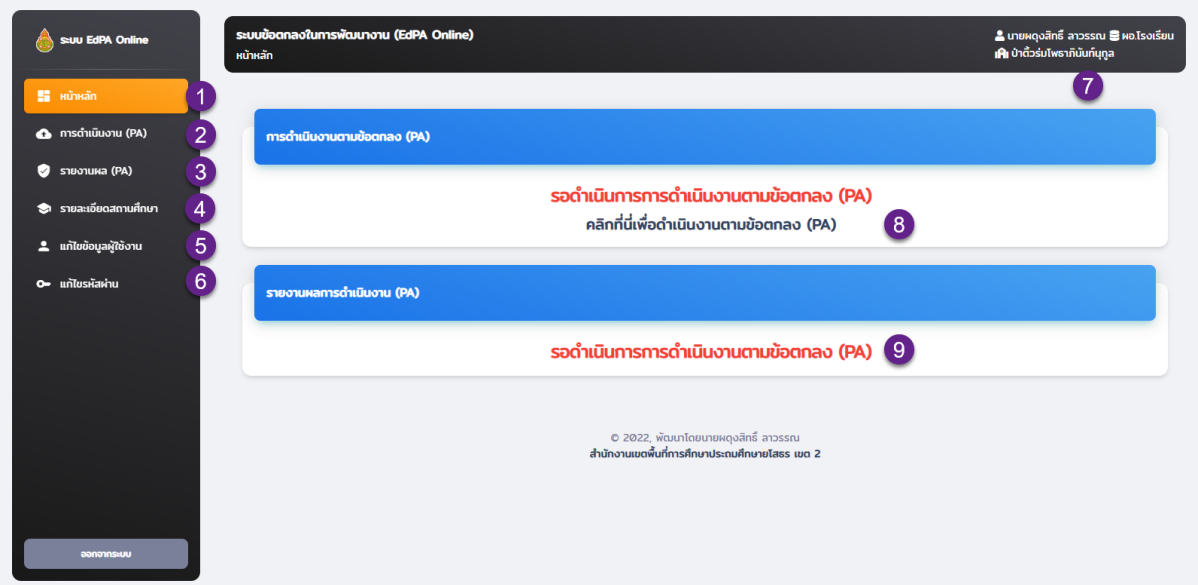 ระบบ EdPA Online
หน้าหลัก
1
การดำเนินงาน (PA)
2
รายงานผล (PA)
3
รายละเอียดสถานศึกษา
4
แก้ไขข้อมูลผู้ใช้งาน
5
แก้ไขรหัสผ่าน
6
ออกจากระบบ
ระบบข้อตกลงในการพัฒนางาน (EdPA Online)
หน้าหลัก
นายผดุงสิทธิ์ ลาวรรณ ผอ.โรงเรียน
ป่าติ้วร่มโพธาภินันท์นุกูล
7
การดำเนินงานตามข้อตกลง (PA)
รอดำเนินการการดำเนินงานตามข้อตกลง (PA)
คลิกที่นี่เพื่อดำเนินงานตามข้อตกลง (PA)
8
รายงานผลการดำเนินงาน (PA)
รอดำเนินการการดำเนินงานตามข้อตกลง (PA)
9
© 2022, พัฒนาโดยนายผดุงสิทธิ์ ลาวรรณ
สำนักงานเขตพื้นที่การศึกษาประถมศึกษายโสธร เขต 2